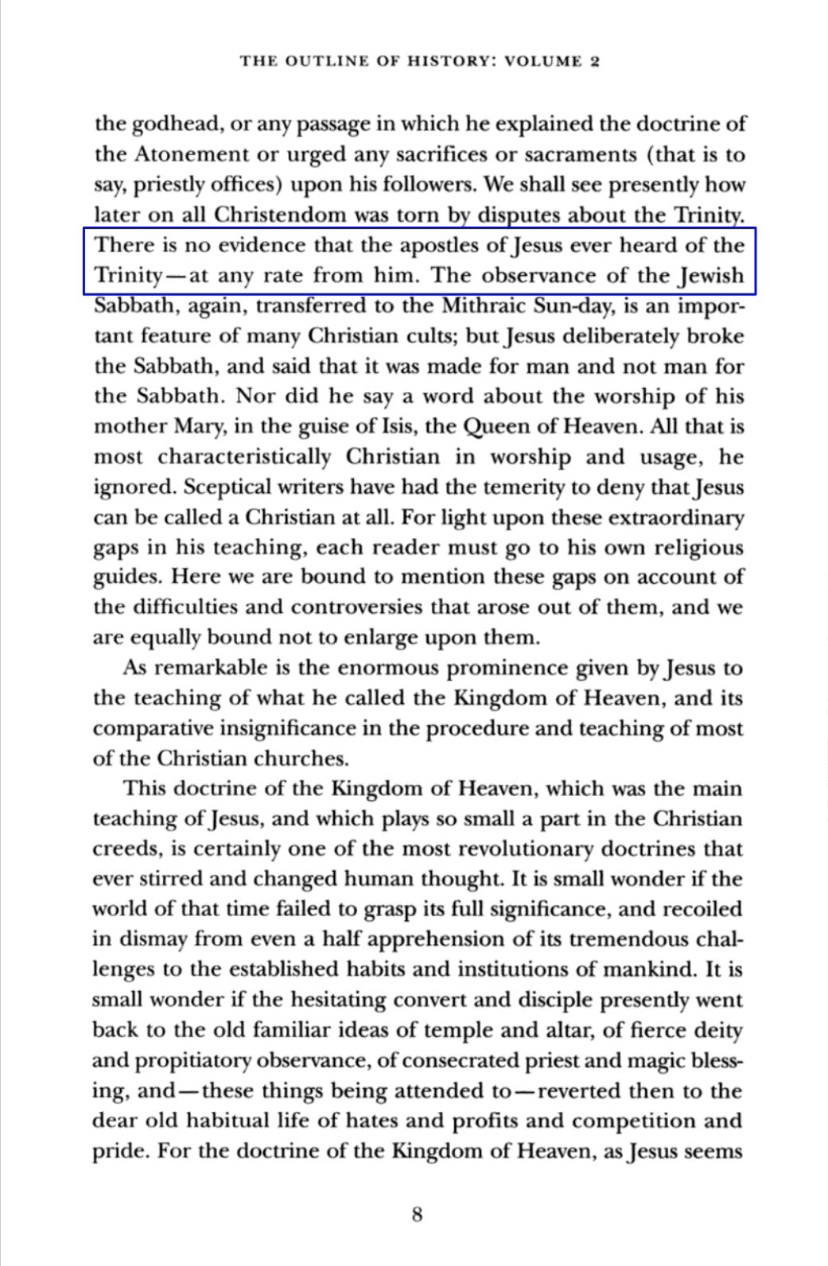 THE OUTLINE OF HISTORY: VOLUME 2
the godhead, or any passage in which he explained the doctrine of
the Atonement or urged any sacrifices or sacraments (that is to
say, priestly offices) upon his followers. We shall see presently how
later on all Christendom was torn by disputes about the Trinity.
There is no evidence that the apostles of Jesus ever heard of the
Trinity—at any rate from him. The observance of the Jewish
Sabbath, again, transferred to the Mithraic Sun-day, is an impor-
tant feature of many Christian cults; but Jesus deliberately broke
the Sabbath, and said that it was made for man and not man for
the Sabbath. Nor did he say a word about the worship of his
mother Mary, in the guise of Isis, the Queen of Heaven. All that is
most characteristically Christian in worship and usage, he
ignored. Sceptical writers have had the temerity to deny that Jesus
can be called a Christian at all. For light upon these extraordinary
gaps in his teaching, each reader must go to his own religious
guides. Here we are bound to mention these gaps on account of
the difficulties and controversies that arose out of them, and we
are equally bound not to enlarge upon them.
As remarkable is the enormous prominence given by Jesus to
the teaching of what he called the Kingdom of Heaven, and its
comparative insignificance in the procedure and teaching of most
of the Christian churches.
This doctrine of the Kingdom of Heaven, which was the main
teaching of Jesus, and which plays so small a part in the Christian
creeds, is certainly one of the most revolutionary doctrines that
ever stirred and changed human thought. It is small wonder if the
world of that time failed to grasp its full significance, and recoiled
in dismay from even a half apprehension of its tremendous chal-
lenges to the established habits and institutions of mankind. It is
small wonder if the hesitating convert and disciple presently went
back to the old familiar ideas of temple and altar, of fierce deity
and propitiatory observance, of consecrated priest and magic bless-
ing, and—these things being attended to—reverted then to the
dear old habitual life of hates and profits and competition and
pride. For the doctrine of the Kingdom of Heaven, as Jesus seems
8